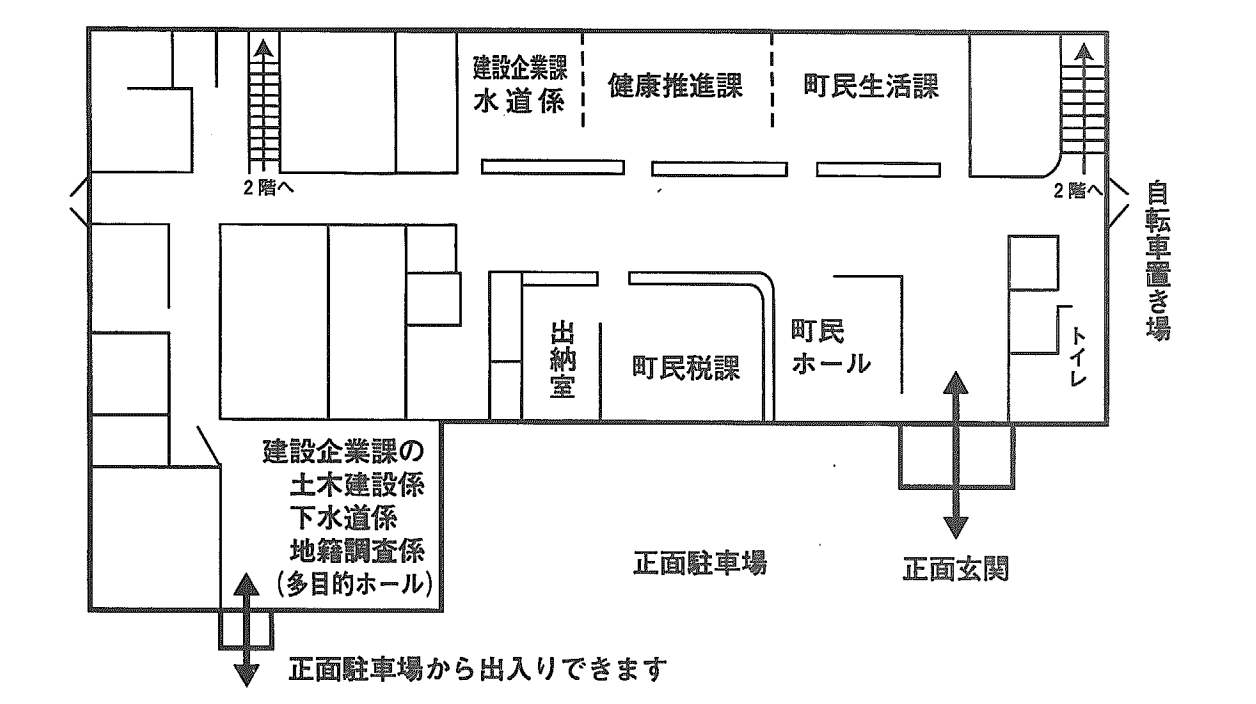 建設企業課
水道係
健康推進課
町民生活課
2階へ
2階へ
自転車置き場
出納室
町民税課
町民
ホール
トイレ
建設企業課の
土木建設係
下水道係
地籍調査係
(多目的ホール)
正面駐車場
正面玄関
正面駐車場から出入りできます